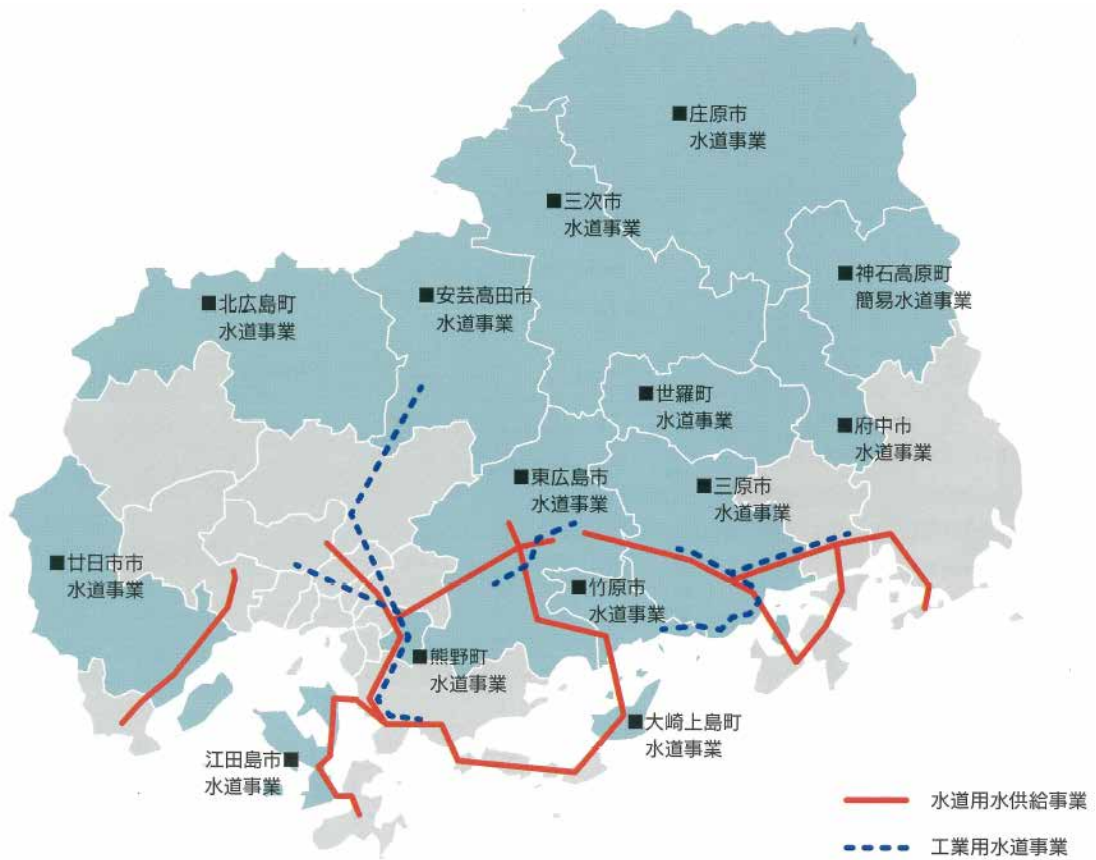 ■庄原市
水道事業
■三次市
水道事業
■神石高原町
簡易水道事業
■北広島町
水道事業
■安芸高田市
水道事業
■世羅町
水道事業
■府中市
水道事業
■東広島市
水道事業
■三原市
水道事業
■廿日市市
水道事業
■竹原市
水道事業
■熊野町
水道事業
■大崎上島町
水道事業
江田島市■
水道事業
水道用水供給事業
工業用水道事業